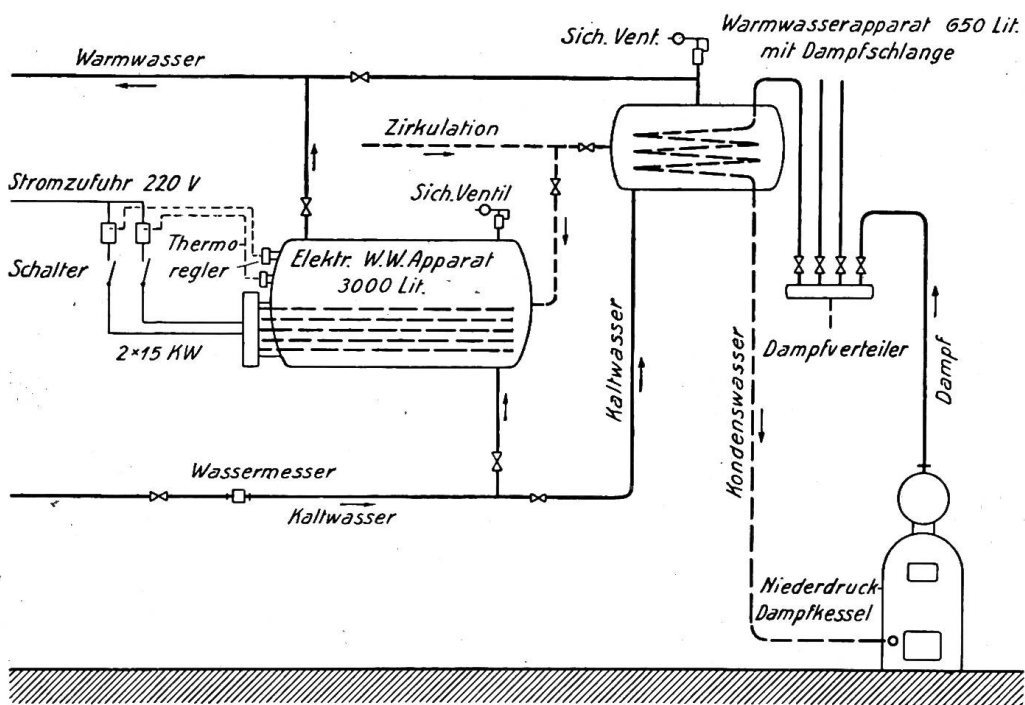 Sich. Vent.
Warmwasserapparat 650 Lit.
mit Dampfschlange
Warmwasser
Zirkulation
Stromzufuhr 220 V
Sich. Ventil
Thermo-
regler
Schalter
Elektr. W.W. Apparat
3000 Lit.
2×15 KW
Dampfverteiler
Kaltwasser
Kondenswasser
Dampf
Wassermesser
Kaltwasser
Niederdruck-
Dampfkessel